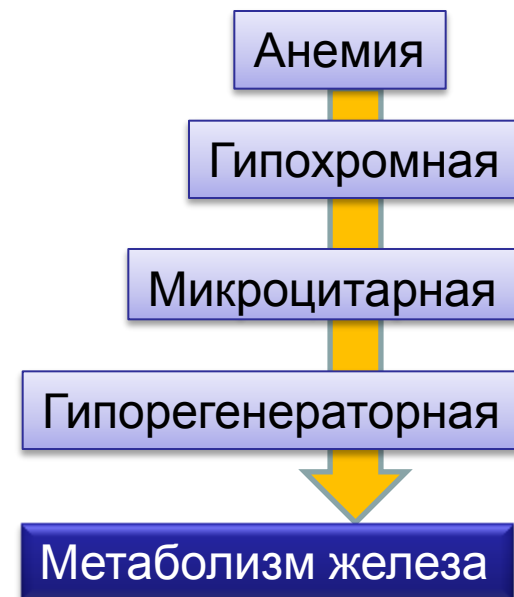 Анемия
Гипохромная
Микроцитарная
Гипорегенераторная
Метаболизм железа